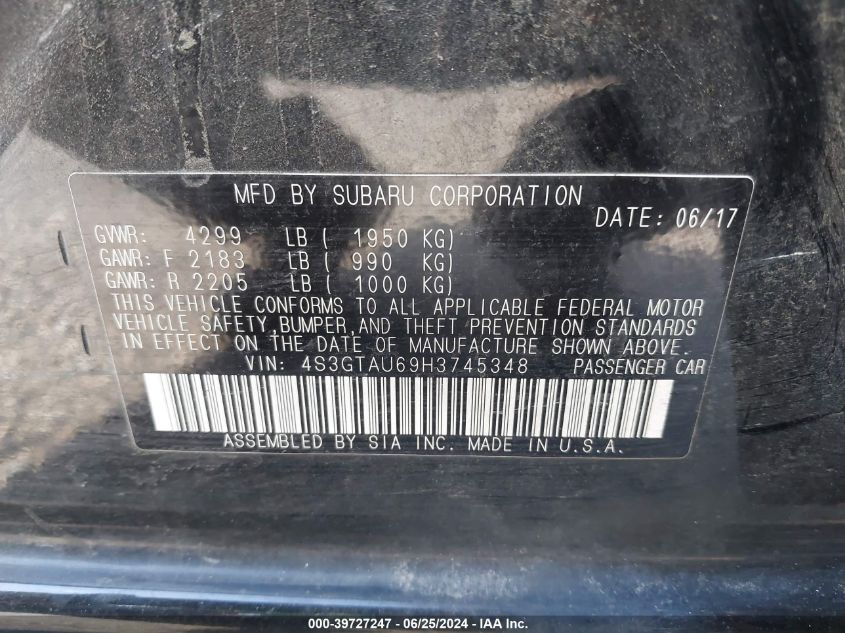 MFD BY SUBARU CORPORATION
DATE: 06/17
GVWR: 4299 LB ( 1950 KG)
GAWR: F 2183 LB ( 990 KG)
GAWR: R 2205 LB ( 1000 KG)
THIS VEHICLE CONFORMS TO ALL APPLICABLE FEDERAL MOTOR
VEHICLE SAFETY,BUMPER,AND THEFT PREVENTION STANDARDS
IN EFFECT ON THE DATE OF MANUFACTURE SHOWN ABOVE.
VIN: 4S3GTAU69H3745348 PASSENGER CAR
ASSEMBLED BY SIA INC. MADE IN U.S.A.
000-39727247 - 06/25/2024 - IAA Inc.